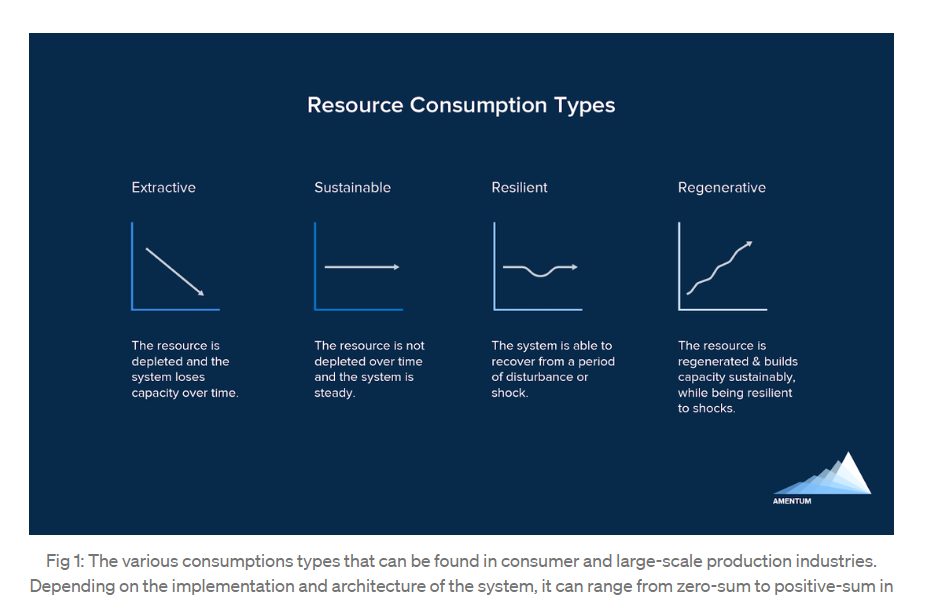 Resource Consumption Types
Extractive
The resource is
depleted and the
system loses
capacity over time.
Sustainable
The resource is not
depleted over time
and the system is
steady.
Resilient
The system is able to
recover from a period
of disturbance or
shock.
Regenerative
The resource is
regenerated & builds
capacity sustainably,
while being resilient
to shocks.
AMENTUM
Fig 1: The various consumptions types that can be found in consumer and large-scale production industries.
Depending on the implementation and architecture of the system, it can range from zero-sum to positive-sum in